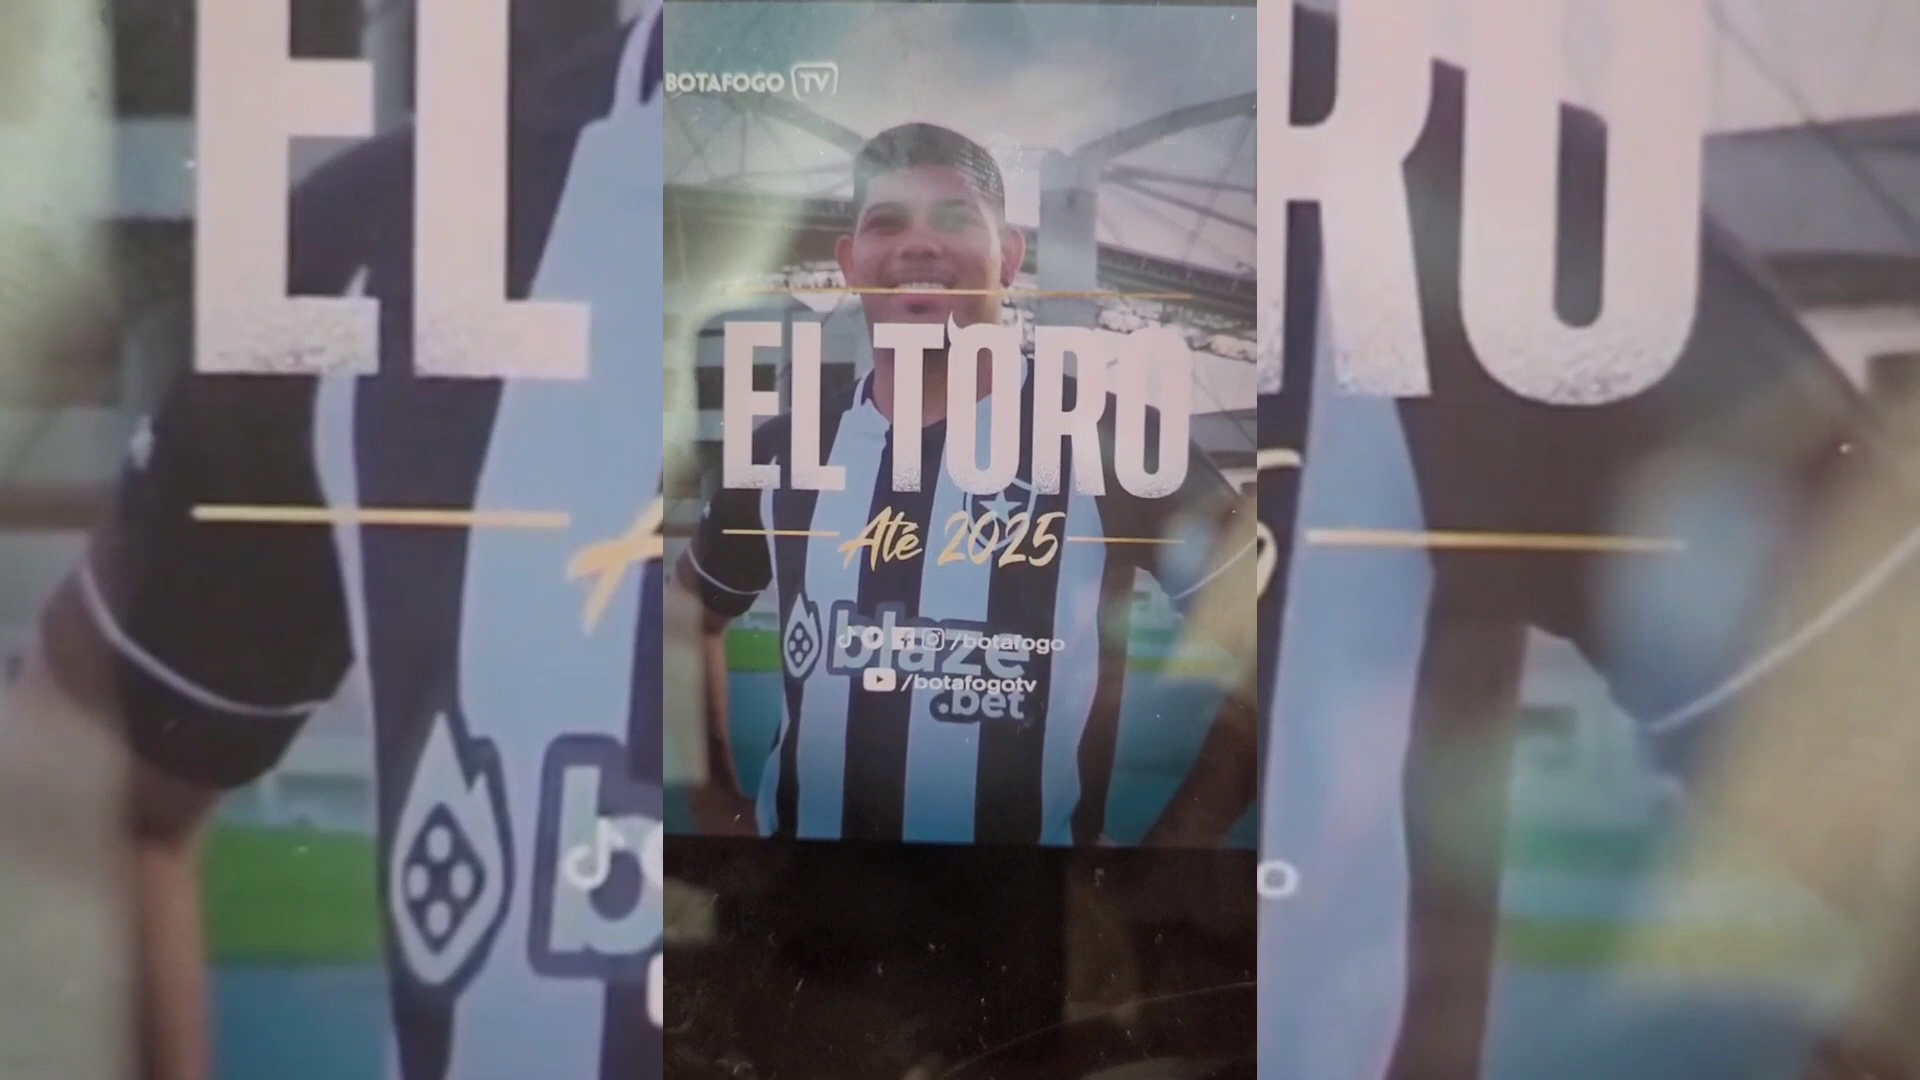 BOTAFOGO TV
EL TORO
Até 2025
blaze
.bet
/botafogo
/botafogotv